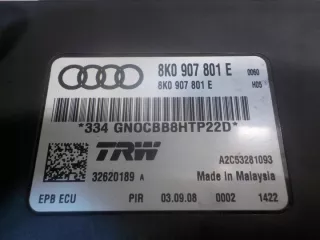 8K0 907 801 E 0060
8K0 907 801 E H05
*334 GN0CBB8HTP22D*
TRW A2C53281093
32620189 A Made in Malaysia
EPB ECU PIR 03.09.08 0002 1422